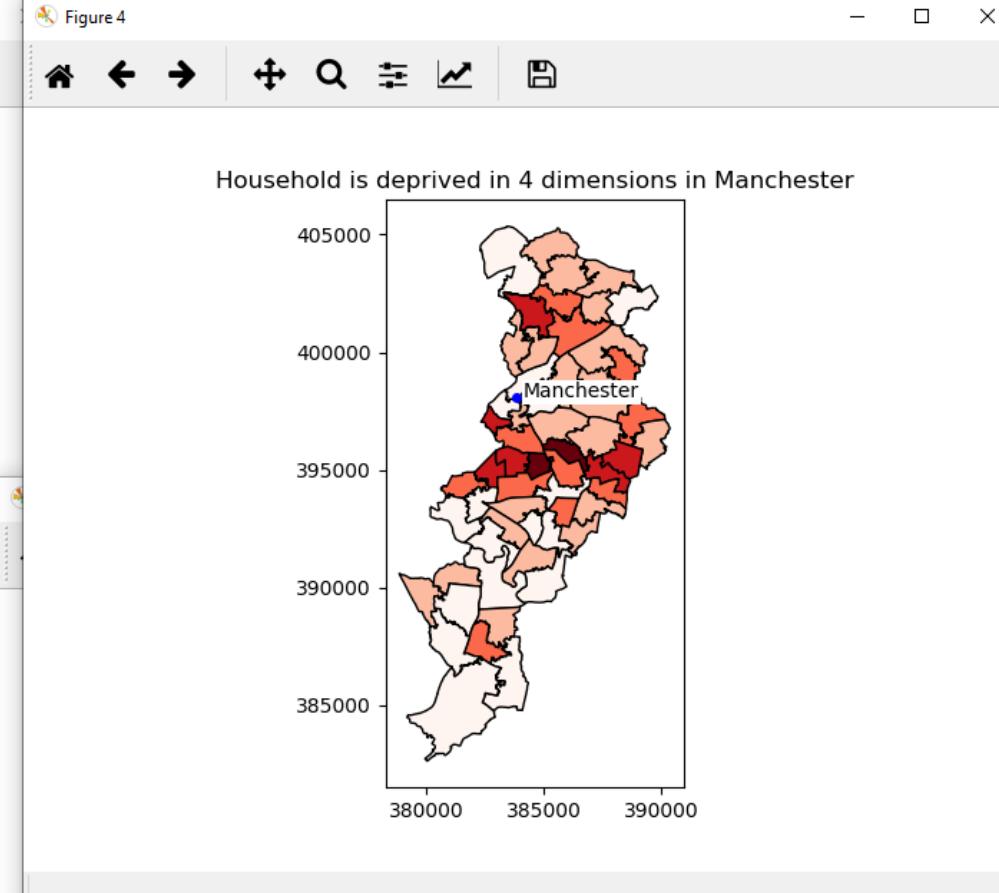 Figure 4
Household is deprived in 4 dimensions in Manchester
405000
400000
Manchester
395000
390000
385000
380000 385000 390000